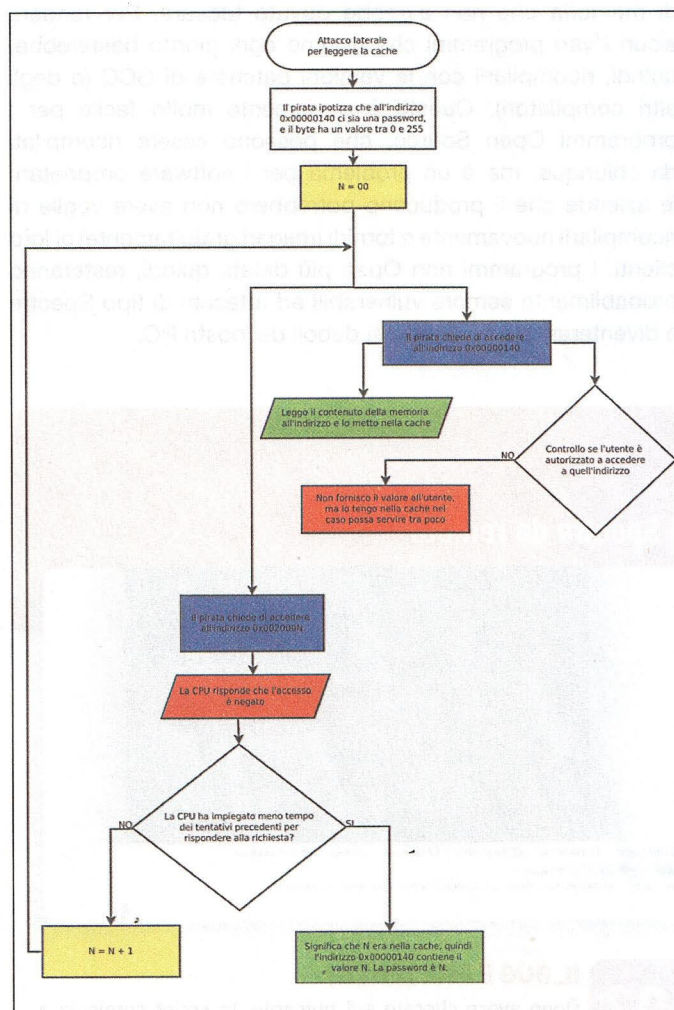 Attacco laterale
per leggere la cache
Il pirata ipotizza che all'indirizzo
0x00000140 ci sia una password,
e il byte ha un valore tra 0 e 255
N = 00
Il pirata chiede di accedere
all'indirizzo 0x00000140
Leggo il contenuto della memoria
all'indirizzo e lo metto nella cache
Controllo se l'utente è
autorizzato a accedere
a quell'indirizzo
NO
Non fornisco il valore all'utente,
ma lo tengo nella cache nel
caso possa servire tra poco
Il pirata chiede di accedere
all'indirizzo 0x002000N
La CPU risponde che l'accesso
è negato
La CPU ha impiegato meno tempo
dei tentativi precedenti per
rispondere alla richiesta?
NO
SI
N = N + 1
Significa che N era nella cache, quindi
l'indirizzo 0x00000140 contiene il
valore N. La password è N.